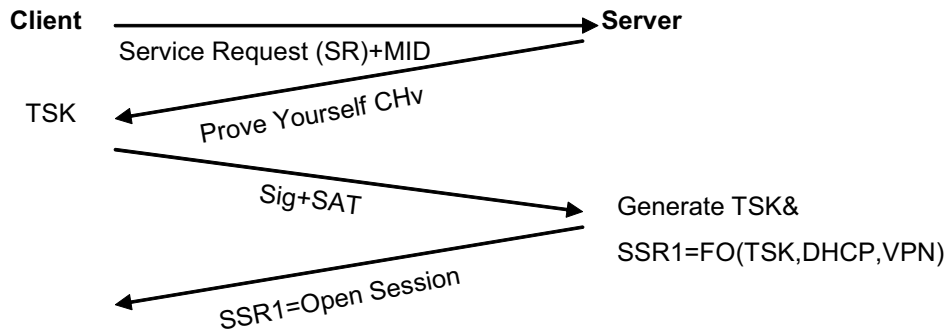 Client
Server
Service Request (SR)+MID
Prove Yourself CHv
TSK
Sig+SAT
Generate TSK&
SSR1=FO(TSK,DHCP,VPN)
SSR1=Open Session